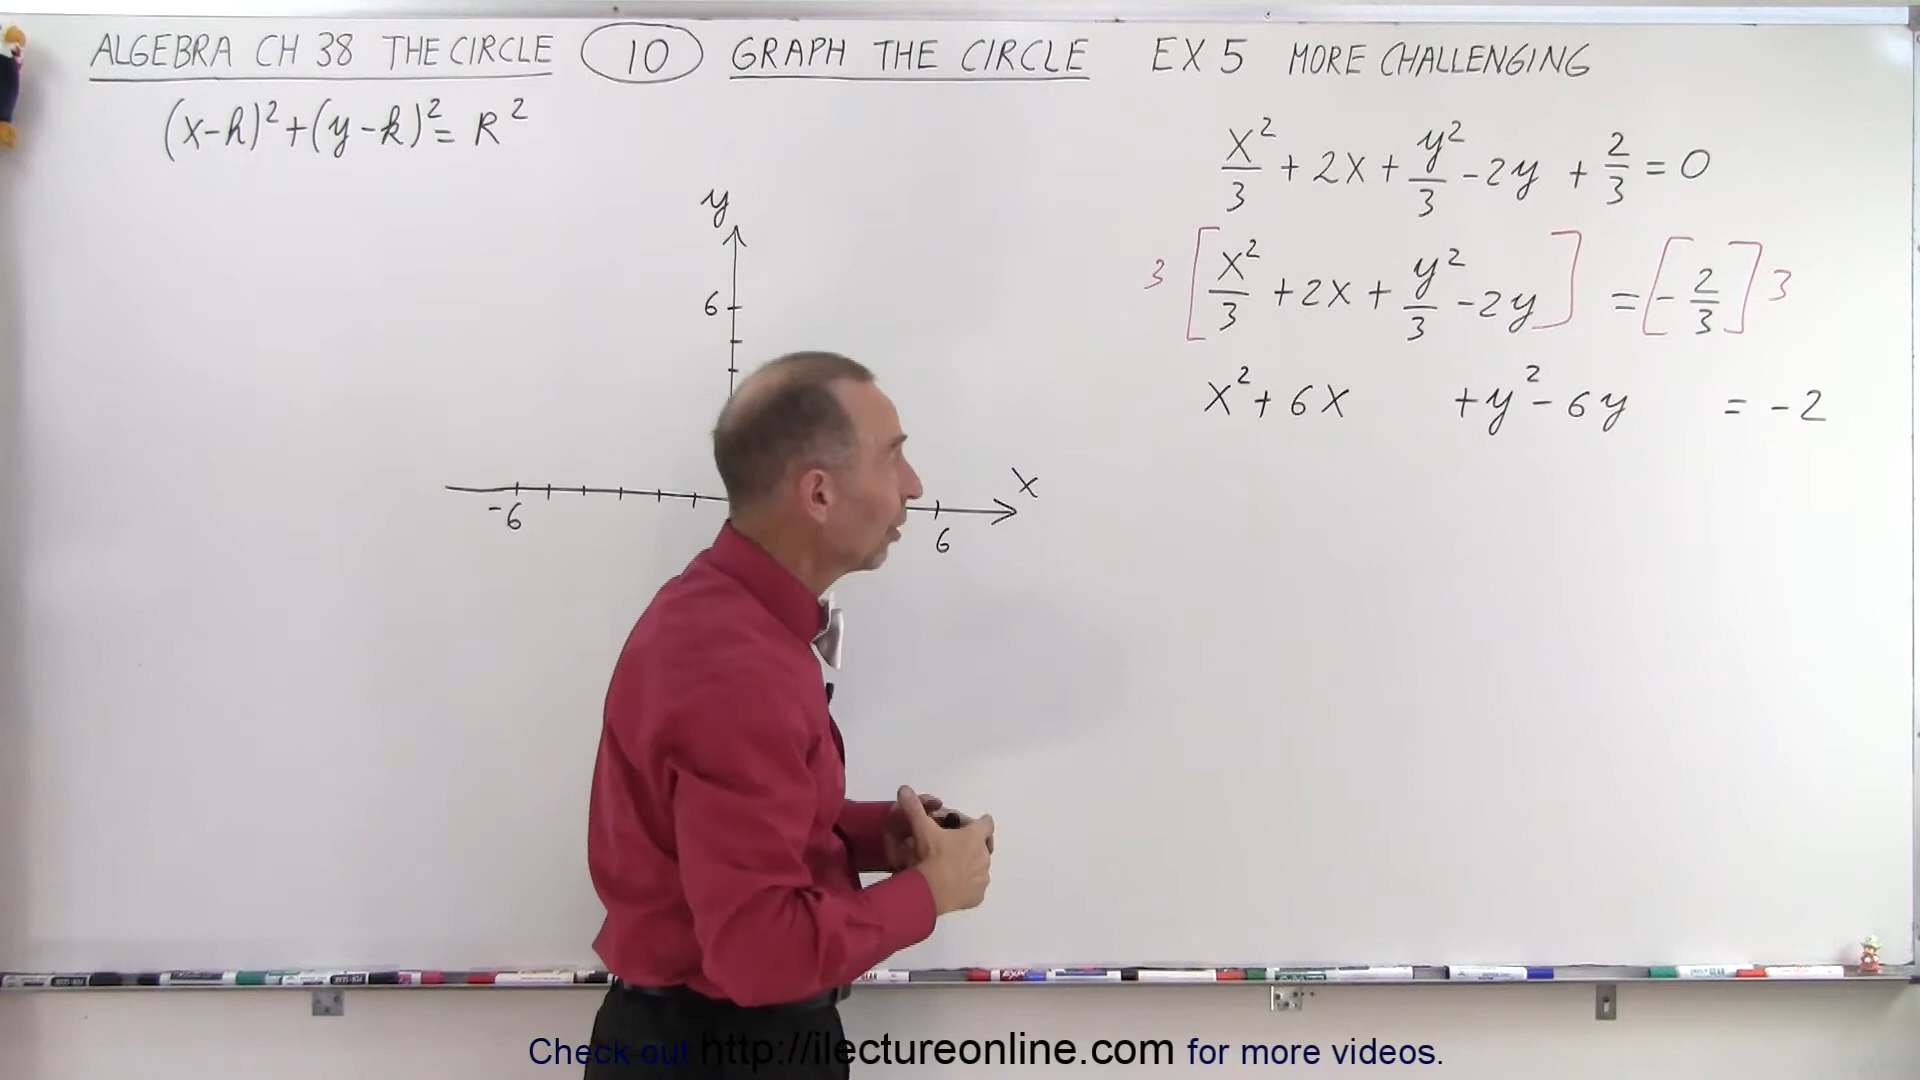 ALGEBRA CH 38 THE CIRCLE 10 GRAPH THE CIRCLE EX 5 MORE CHALLENGING
(x-h)²+(y-k)²= R²
x²/3 + 2x + y²/3 - 2y + 2/3 = 0
3 [x²/3 + 2x + y²/3 - 2y] = [- 2/3] 3
x² + 6x + y² - 6y = -2
y
6
x
-6
6
Check out http://ilectureonline.com for more videos.